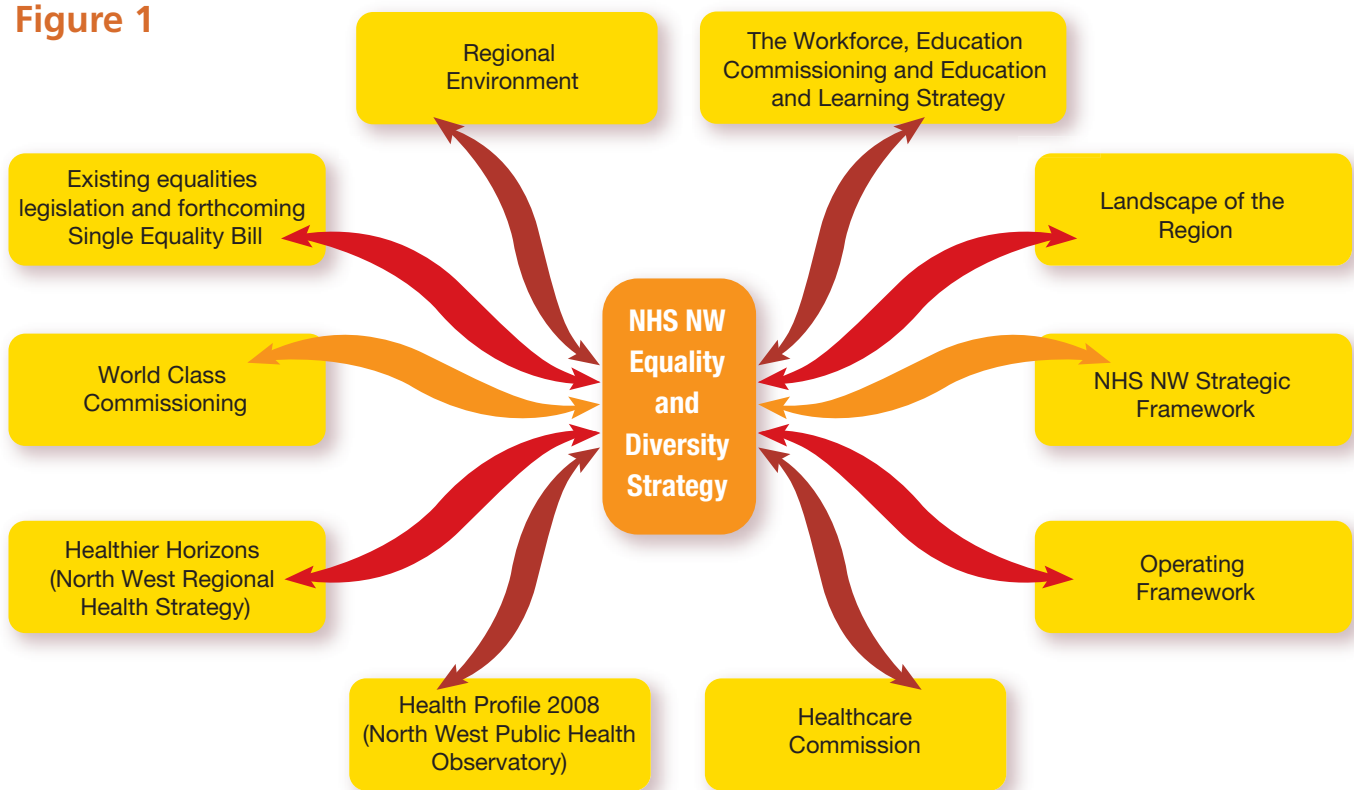 Figure 1
Regional
Environment
The Workforce, Education
Commissioning and Education
and Learning Strategy
Existing equalities
legislation and forthcoming
Single Equality Bill
Landscape of the
Region
NHS NW
Equality
and
Diversity
Strategy
World Class
Commissioning
NHS NW Strategic
Framework
Healthier Horizons
(North West Regional
Health Strategy)
Operating
Framework
Health Profile 2008
(North West Public Health
Observatory)
Healthcare
Commission